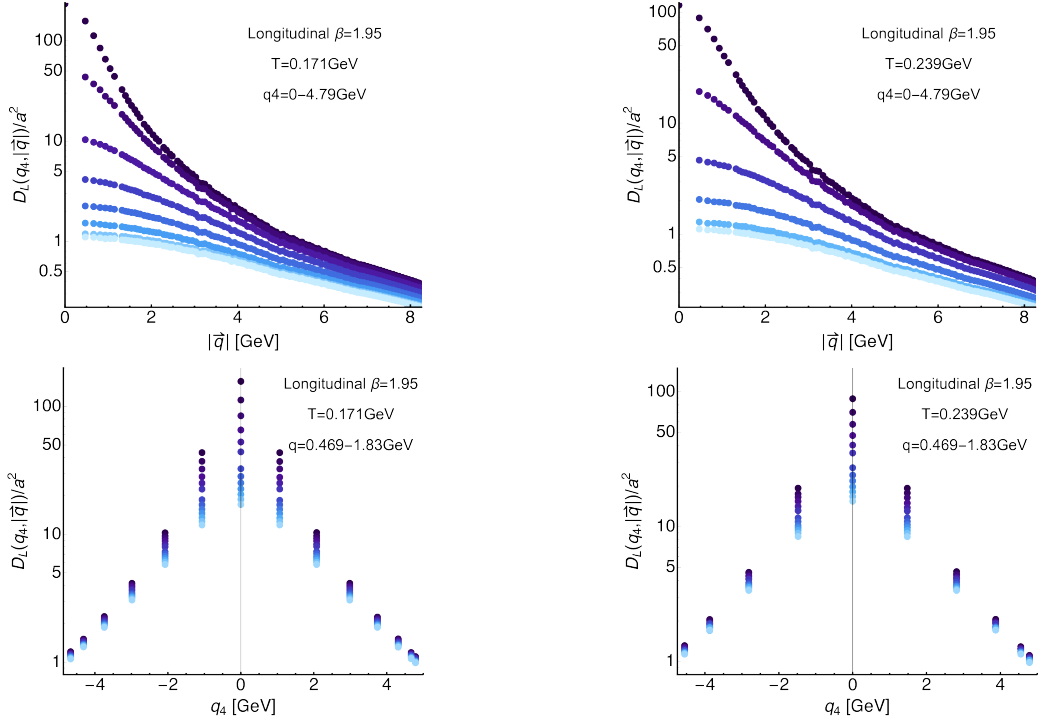 Longitudinal β=1.95
T=0.171GeV
q4=0–4.79GeV
D_L(q_4,|q⃗|)/a^2
100
50
10
5
1
0.5
0 2 4 6 8
|q⃗| [GeV]
Longitudinal β=1.95
T=0.239GeV
q4=0–4.79GeV
D_L(q_4,|q⃗|)/a^2
100
50
10
5
1
0.5
0 2 4 6 8
|q⃗| [GeV]
Longitudinal β=1.95
T=0.171GeV
q=0.469–1.83GeV
D_L(q_4,|q⃗|)/a^2
100
50
10
5
1
−4 −2 0 2 4
q_4 [GeV]
Longitudinal β=1.95
T=0.239GeV
q=0.469–1.83GeV
D_L(q_4,|q⃗|)/a^2
100
50
10
5
1
−4 −2 0 2 4
q_4 [GeV]